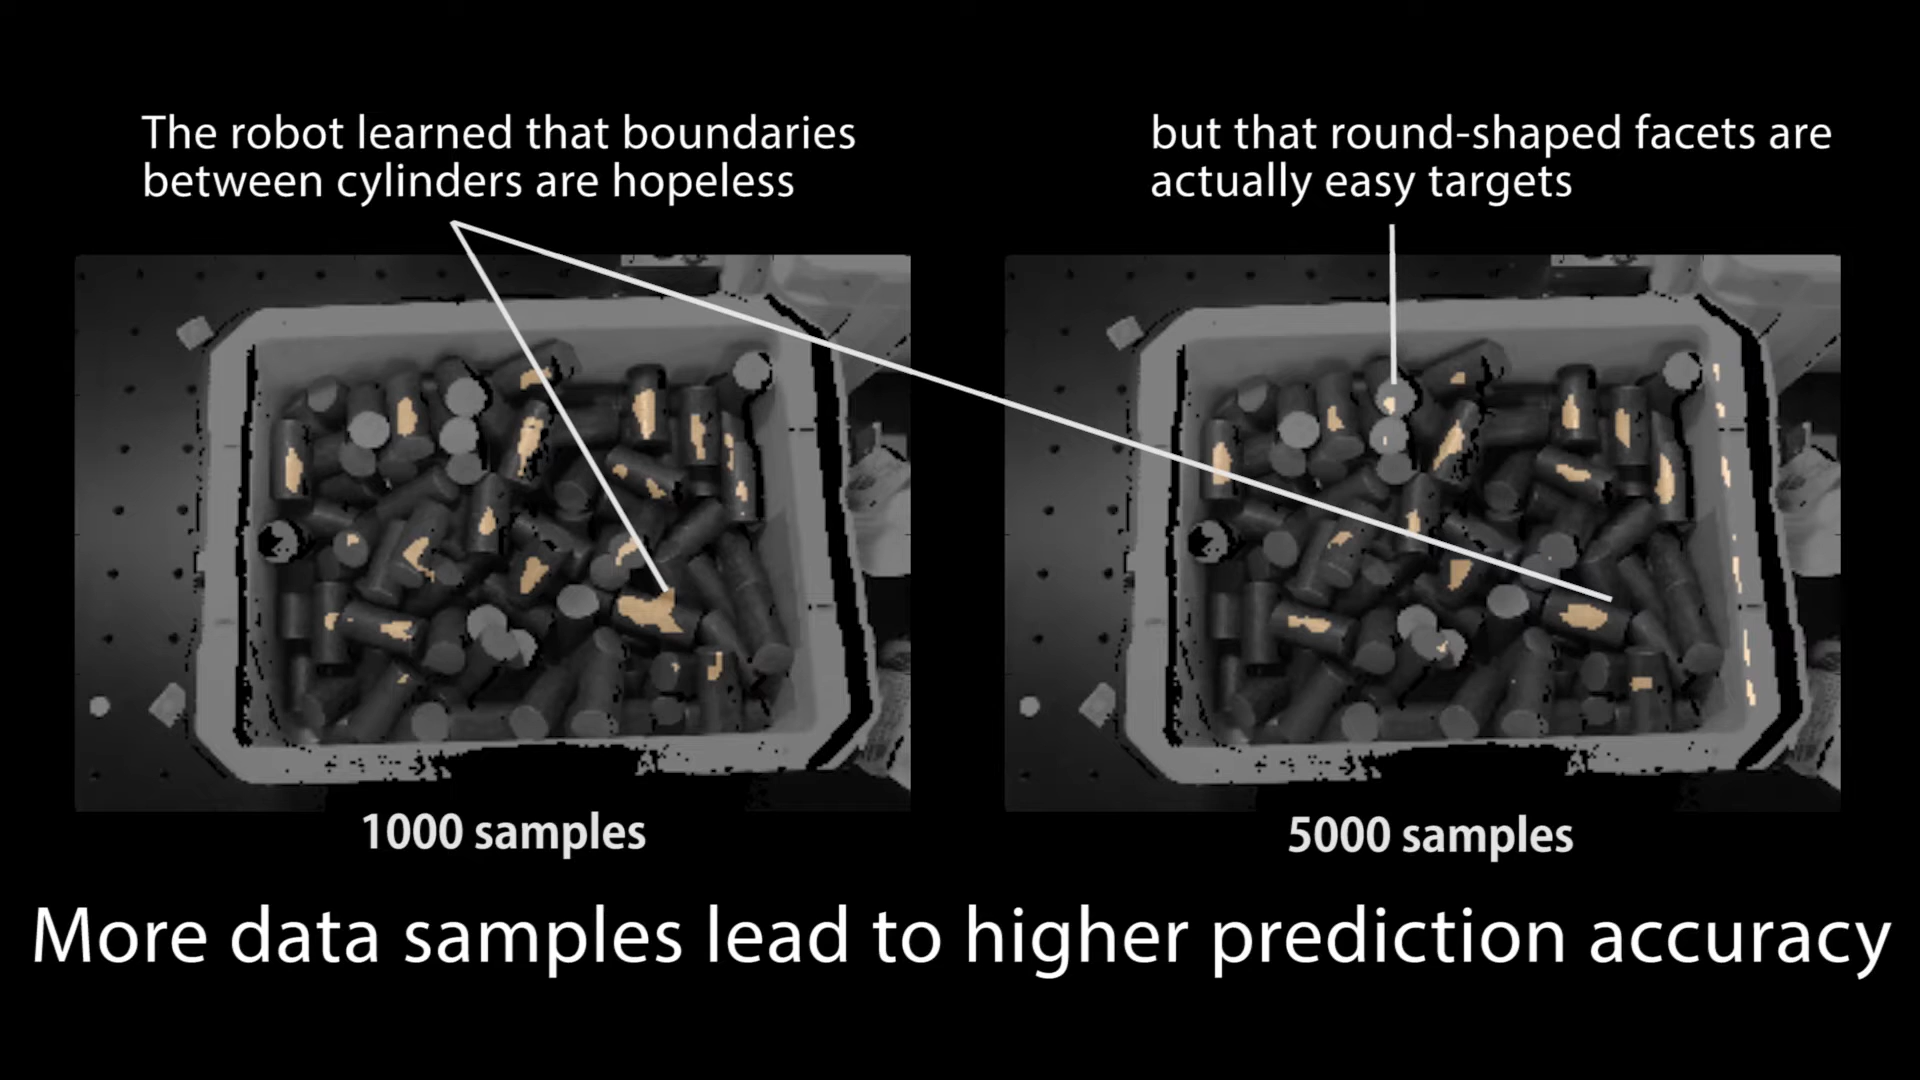 The robot learned that boundaries
between cylinders are hopeless
but that round-shaped facets are
actually easy targets
1000 samples
5000 samples
More data samples lead to higher prediction accuracy